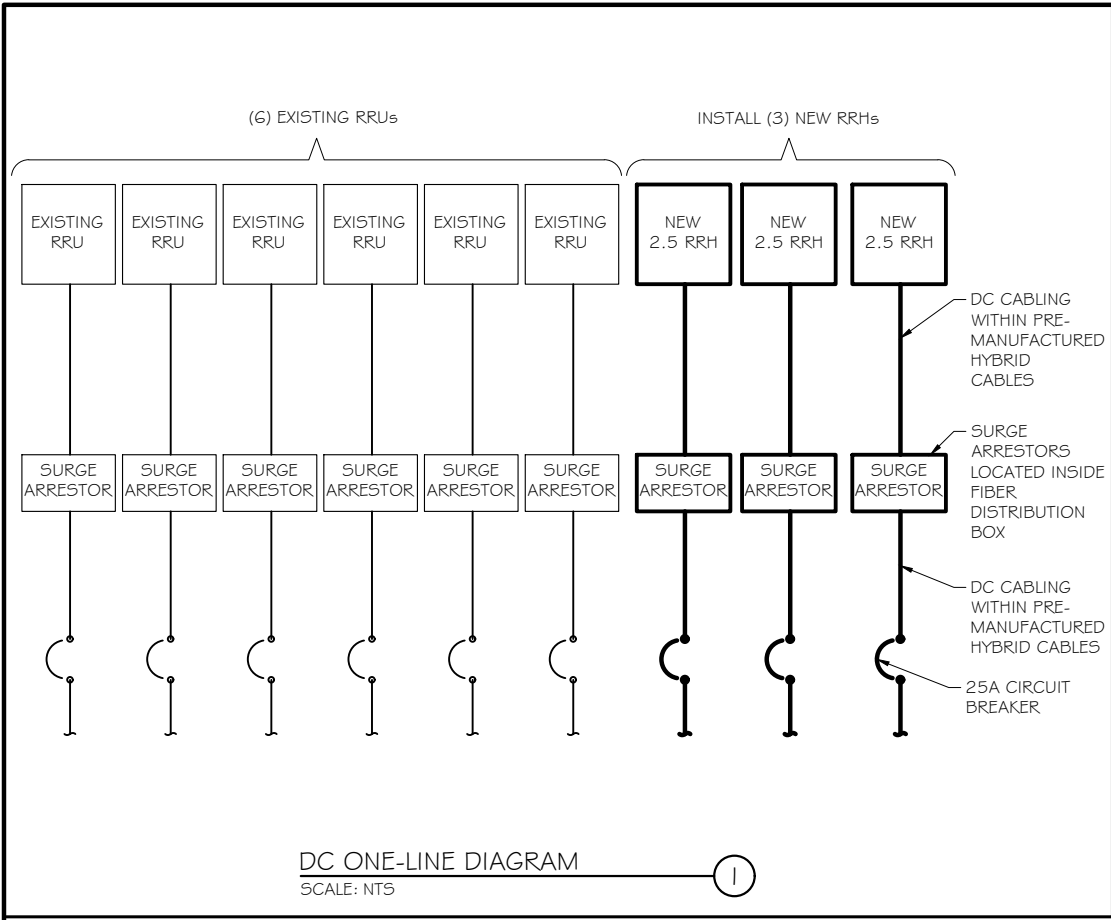 (6) EXISTING RRUs
INSTALL (3) NEW RRHs
EXISTING
RRU
EXISTING
RRU
EXISTING
RRU
EXISTING
RRU
EXISTING
RRU
EXISTING
RRU
NEW
2.5 RRH
NEW
2.5 RRH
NEW
2.5 RRH
DC CABLING
WITHIN PRE-
MANUFACTURED
HYBRID
CABLES
SURGE
ARRESTOR
SURGE
ARRESTOR
SURGE
ARRESTOR
SURGE
ARRESTOR
SURGE
ARRESTOR
SURGE
ARRESTOR
SURGE
ARRESTOR
SURGE
ARRESTOR
SURGE
ARRESTOR
SURGE
ARRESTORS
LOCATED INSIDE
FIBER
DISTRIBUTION
BOX
DC CABLING
WITHIN PRE-
MANUFACTURED
HYBRID CABLES
25A CIRCUIT
BREAKER
DC ONE-LINE DIAGRAM
SCALE: NTS
1